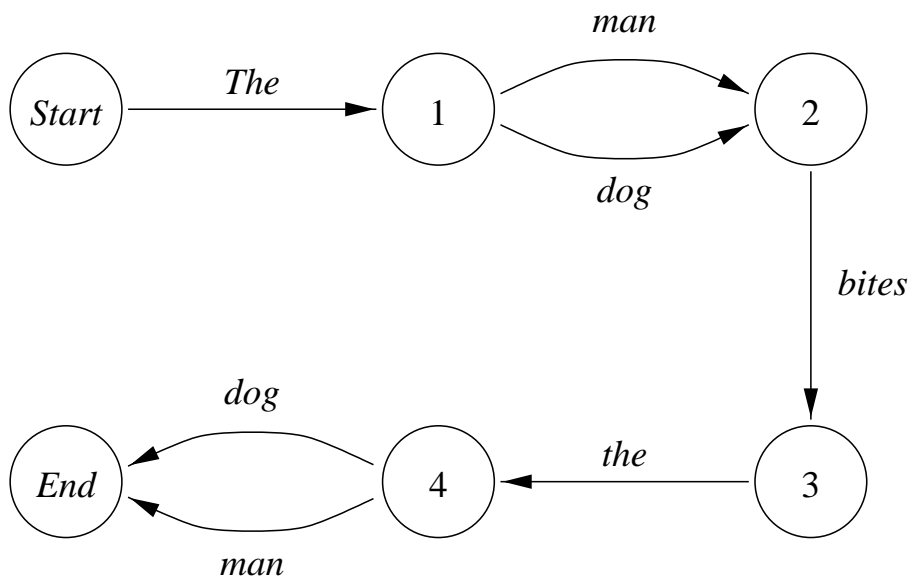 man
The
Start
1
2
dog
bites
dog
the
End
4
3
man